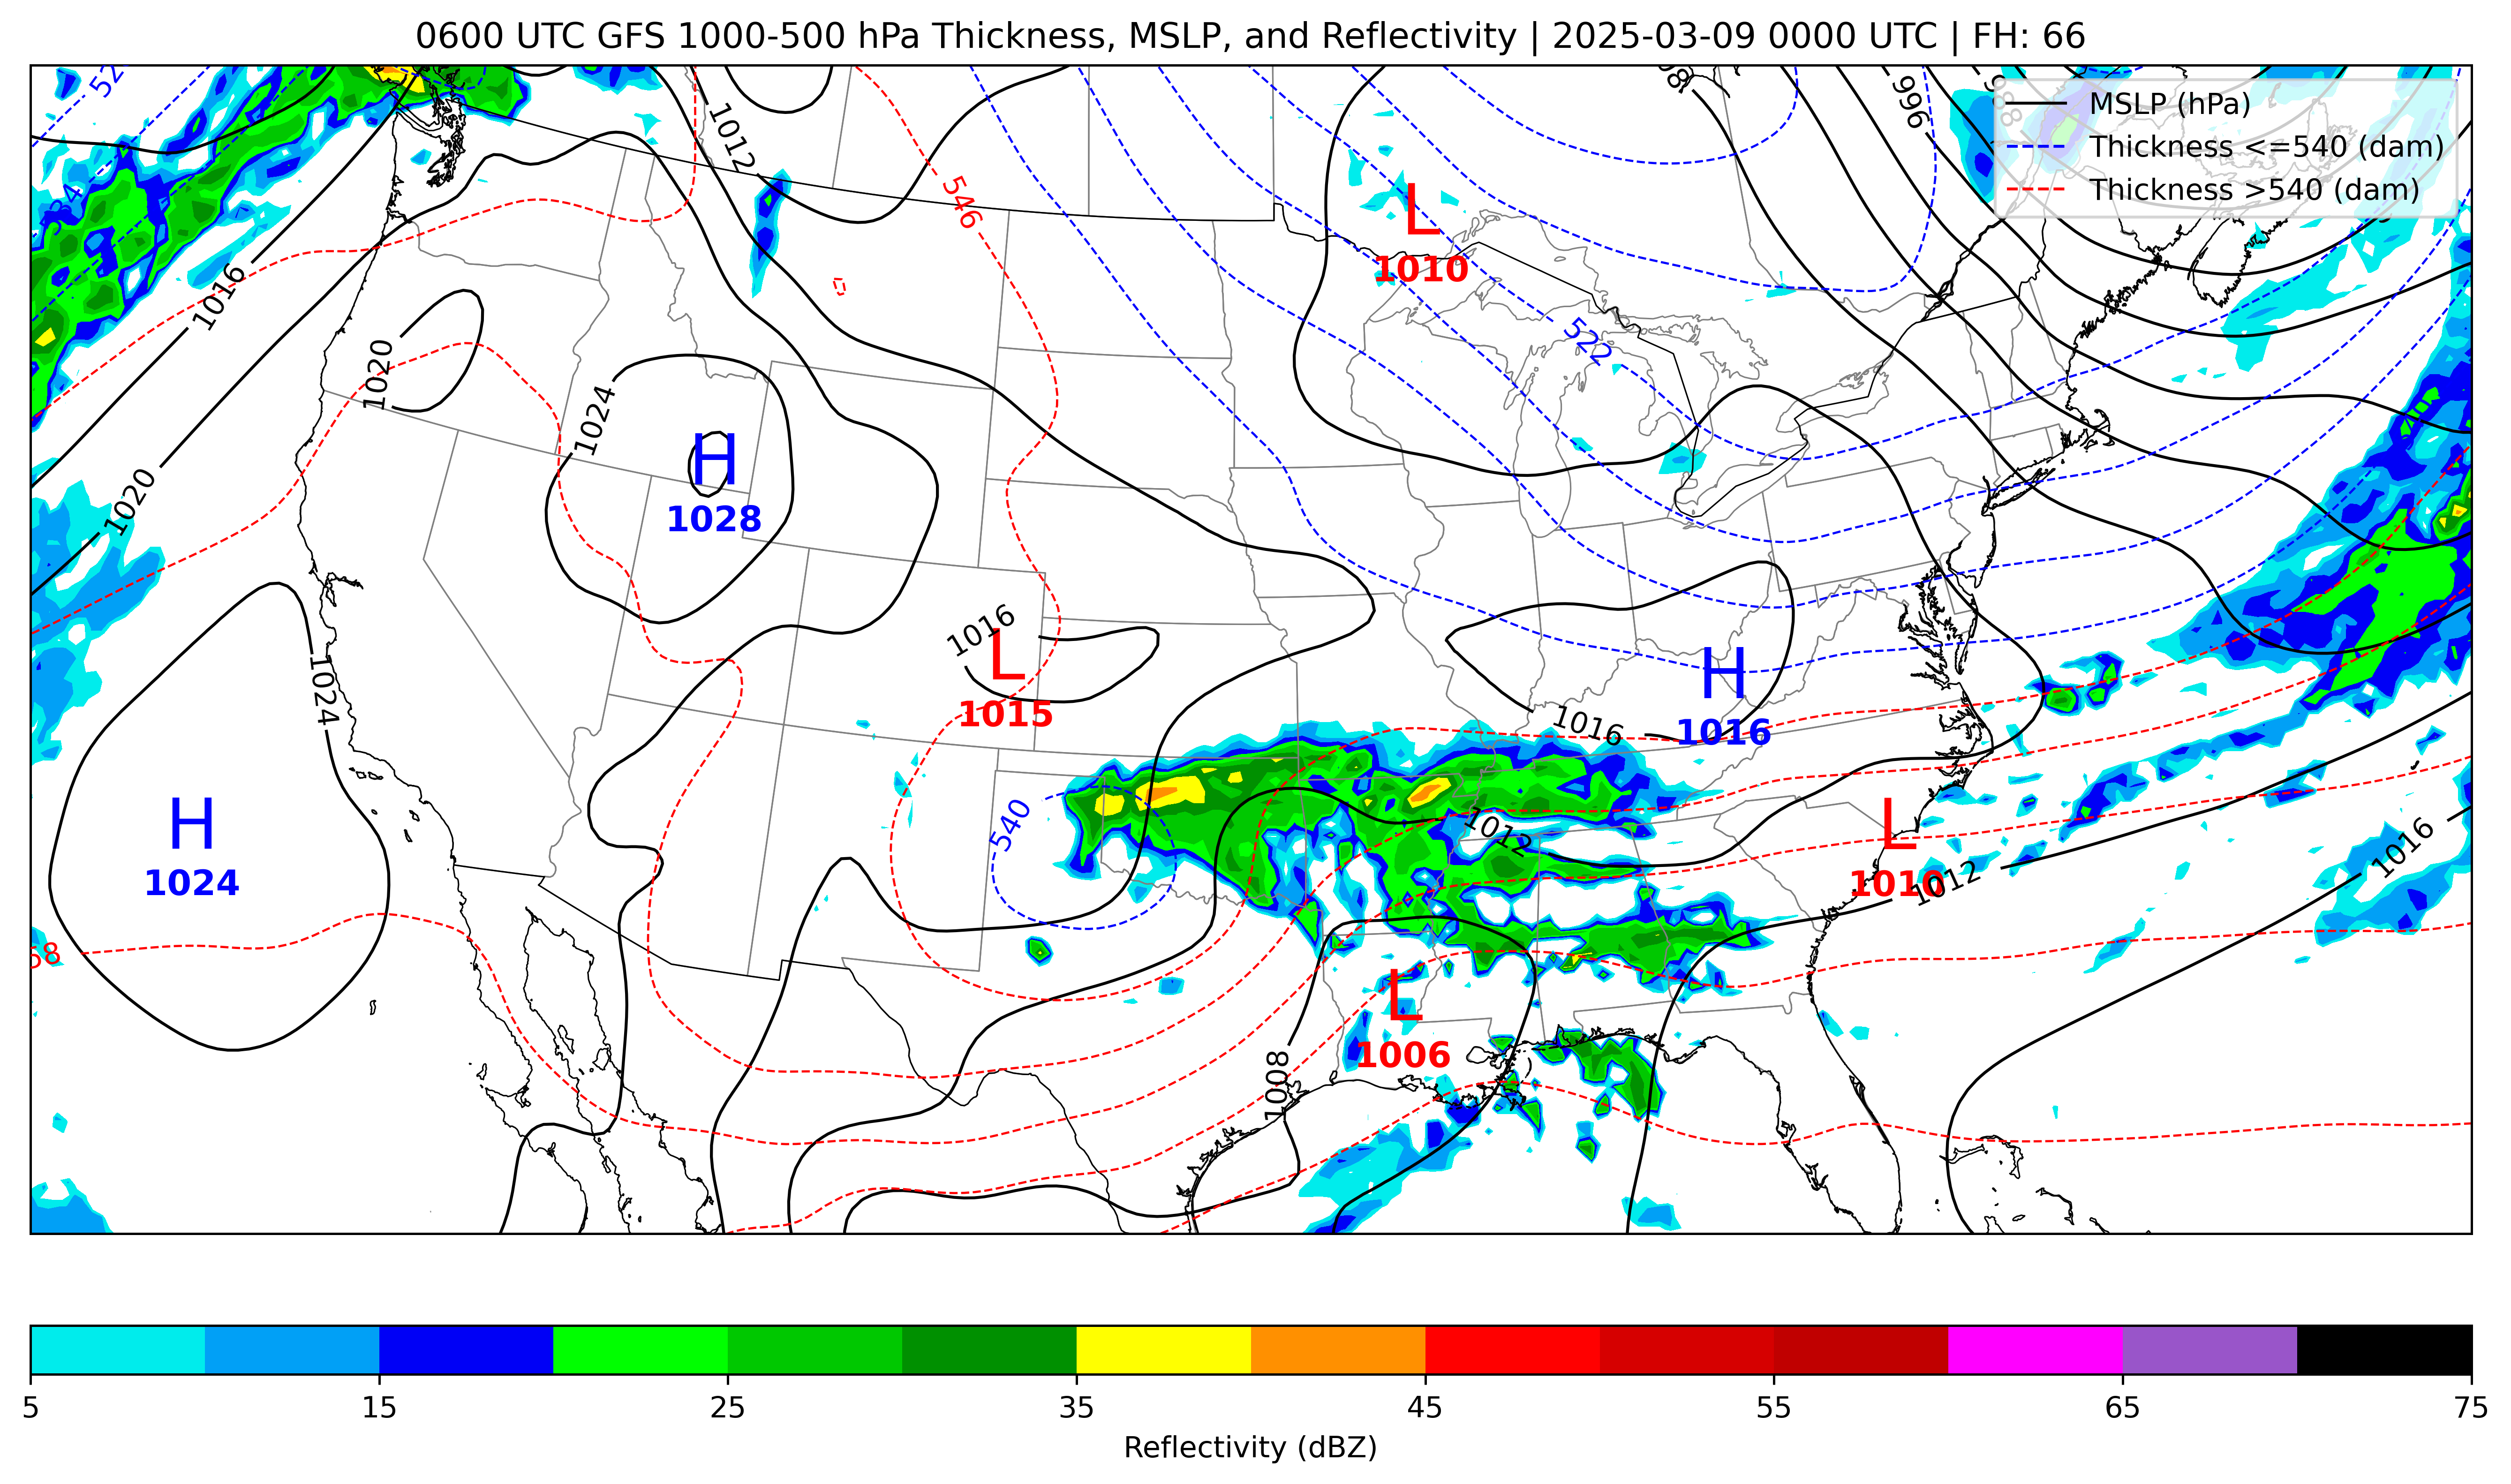 0600 UTC GFS 1000-500 hPa Thickness, MSLP, and Reflectivity | 2025-03-09 0000 UTC | FH: 66
MSLP (hPa)
Thickness <=540 (dam)
Thickness >540 (dam)
1012
996
546
L
1010
1016
522
1020
1024
H
1028
1020
1016
L
1015
1024
H
1016
1016
H
1024
540
1012
L
1010
1012
1016
L
1006
1008
5 15 25 35 45 55 65 75
Reflectivity (dBZ)